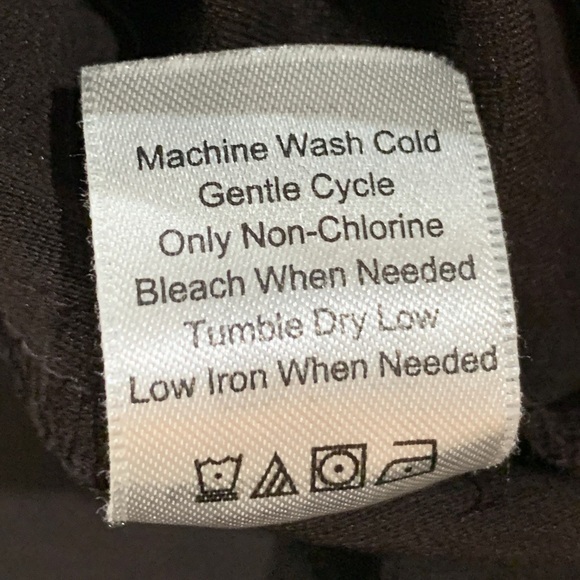 Machine Wash Cold
Gentle Cycle
Only Non-Chlorine
Bleach When Needed
Tumble Dry Low
Low Iron When Needed